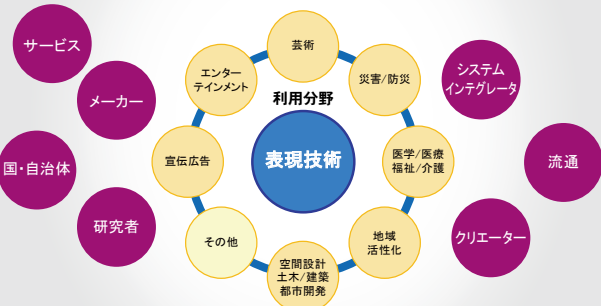 サービス
メーカー
国・自治体
研究者
芸術
エンター
テインメント
災害/防災
利用分野
表現技術
宣伝広告
医学/医療
福祉/介護
その他
地域
活性化
空間設計
土木/建築
都市開発
システム
インテグレータ
流通
クリエーター